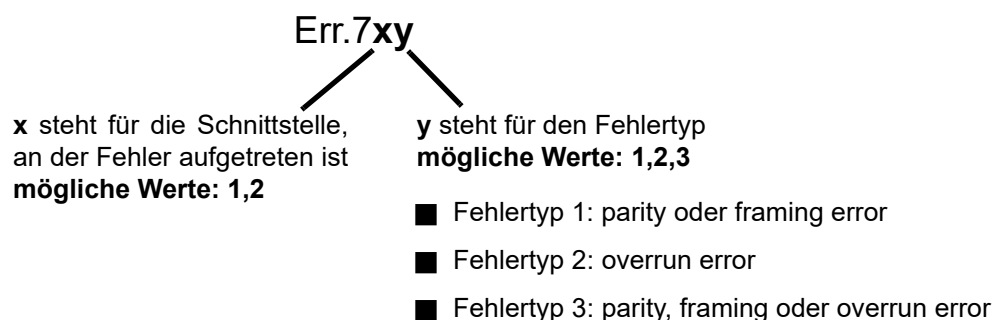 Err.7xy
x steht für die Schnittstelle,
an der Fehler aufgetreten ist
mögliche Werte: 1,2
y steht für den Fehlertyp
mögliche Werte: 1,2,3
■ Fehlertyp 1: parity oder framing error
■ Fehlertyp 2: overrun error
■ Fehlertyp 3: parity, framing oder overrun error